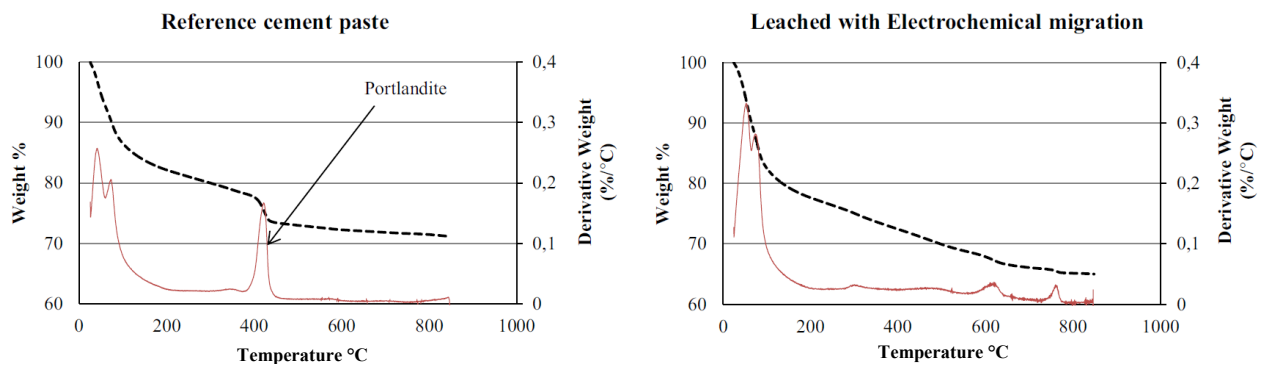 Reference cement paste
100
90
80
70
60
Weight %
0,4
0,3
0,2
0,1
0
Derivative Weight
(%/°C)
Portlandite
0 200 400 600 800 1000
Temperature °C
Leached with Electrochemical migration
100
90
80
70
60
Weight %
0,4
0,3
0,2
0,1
0
Derivative Weight
(%/°C)
0 200 400 600 800 1000
Temperature °C